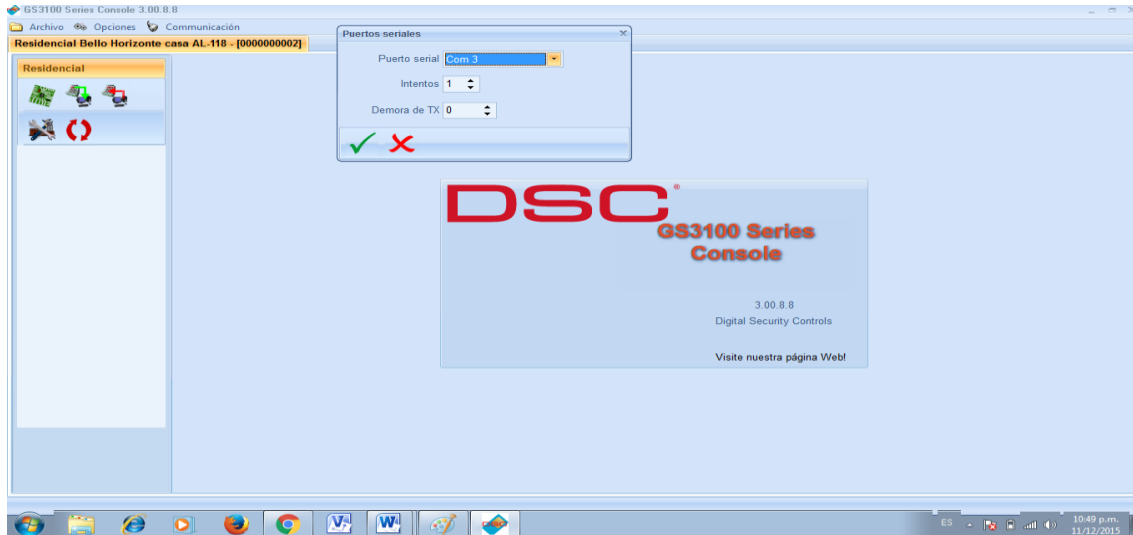 GS3100 Series Console 3.00.8.8
Archivo Opciones Communicación
Residencial Bello Horizonte casa AL-118 - [0000000002]
Residencial
Puertos seriales
Puerto serial Com 3
Intentos 1
Demora de TX 0
DSC®
GS3100 Series
Console
3.00.8.8
Digital Security Controls
Visite nuestra página Web!
ES
10:49 p.m.
11/12/2015